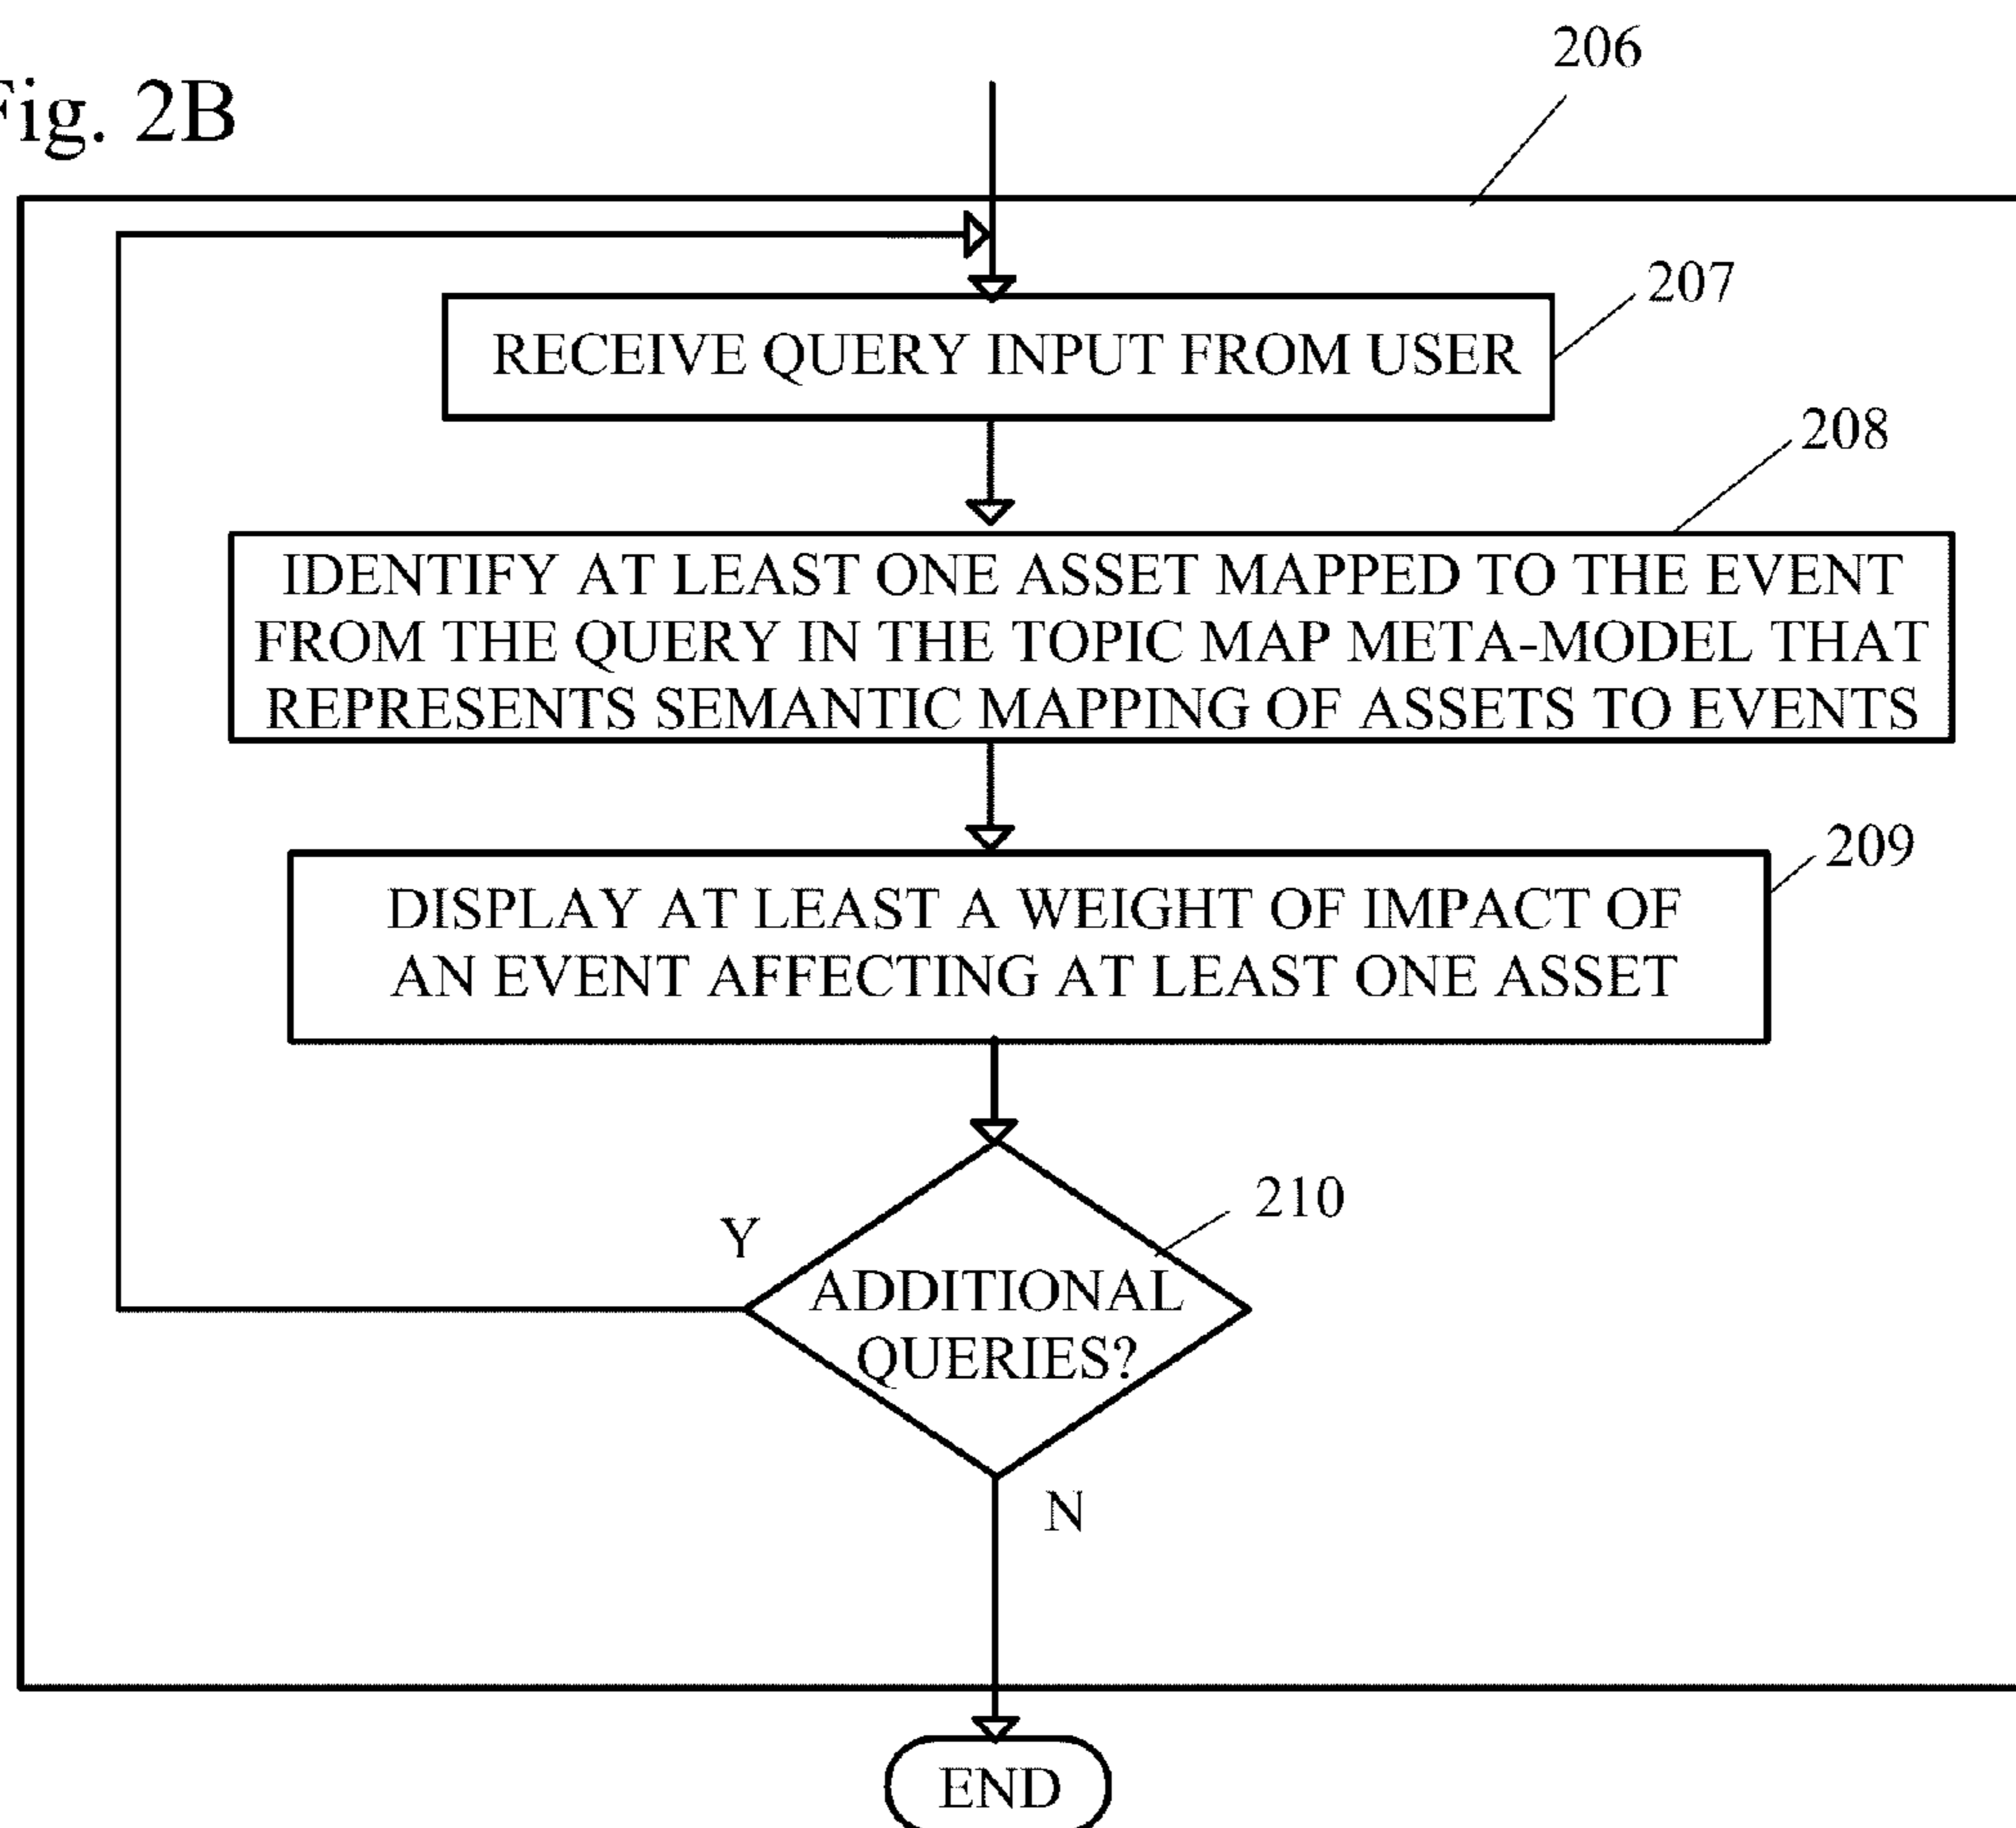 Fig. 2B
206
207
RECEIVE QUERY INPUT FROM USER
208
IDENTIFY AT LEAST ONE ASSET MAPPED TO THE EVENT
FROM THE QUERY IN THE TOPIC MAP META-MODEL THAT
REPRESENTS SEMANTIC MAPPING OF ASSETS TO EVENTS
209
DISPLAY AT LEAST A WEIGHT OF IMPACT OF
AN EVENT AFFECTING AT LEAST ONE ASSET
210
Y
ADDITIONAL
QUERIES?
N
END